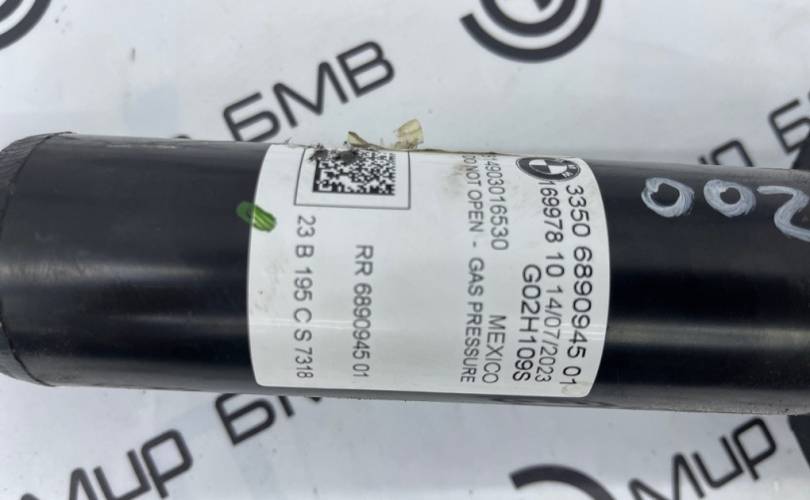 3350 6890945 01
169978 10 14/07/2023
G02H109S
MEXICO
DO NOT OPEN - GAS PRESSURE
RR 6890945 01
23 B 195 C S 7318
БМВ
Мир БМВ
Мир